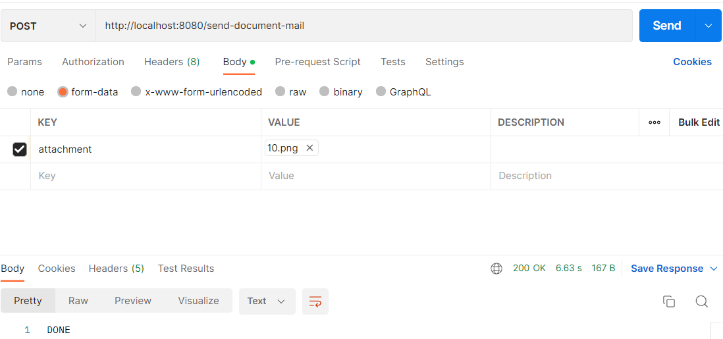 POST http://localhost:8080/send-document-mail Send
Params Authorization Headers (8) Body Pre-request Script Tests Settings Cookies
none form-data x-www-form-urlencoded raw binary GraphQL
KEY VALUE DESCRIPTION Bulk Edit
attachment 10.png
Key Value Description
Body Cookies Headers (5) Test Results 200 OK 6.63 s 167 B Save Response
Pretty Raw Preview Visualize Text
1 DONE